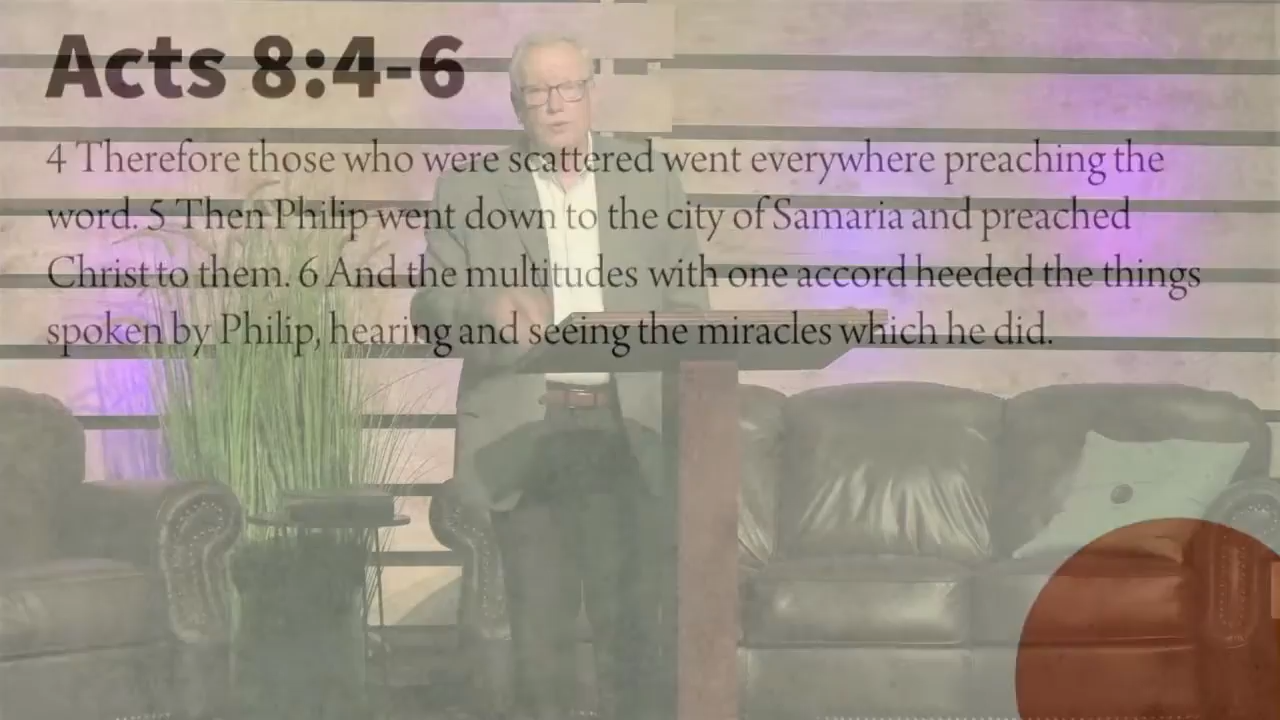 Acts 8:4-6
4 Therefore those who were scattered went everywhere preaching the
word. 5 Then Philip went down to the city of Samaria and preached
Christ to them. 6 And the multitudes with one accord heeded the things
spoken by Philip, hearing and seeing the miracles which he did.